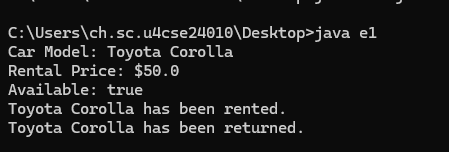 C:\Users\ch.sc.u4cse24010\Desktop>java e1
Car Model: Toyota Corolla
Rental Price: $50.0
Available: true
Toyota Corolla has been rented.
Toyota Corolla has been returned.